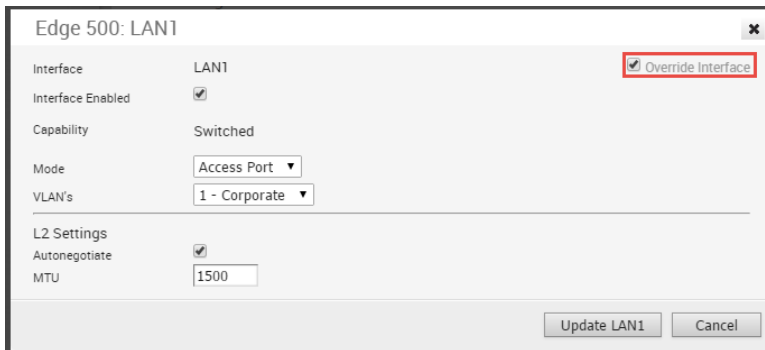 Edge 500: LAN1
Interface LAN1 Override Interface
Interface Enabled
Capability Switched
Mode Access Port
VLAN's 1 - Corporate
L2 Settings
Autonegotiate
MTU 1500
Update LAN1 Cancel